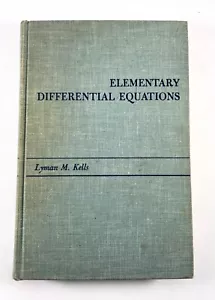 ELEMENTARY
DIFFERENTIAL EQUATIONS
Lyman M. Kells